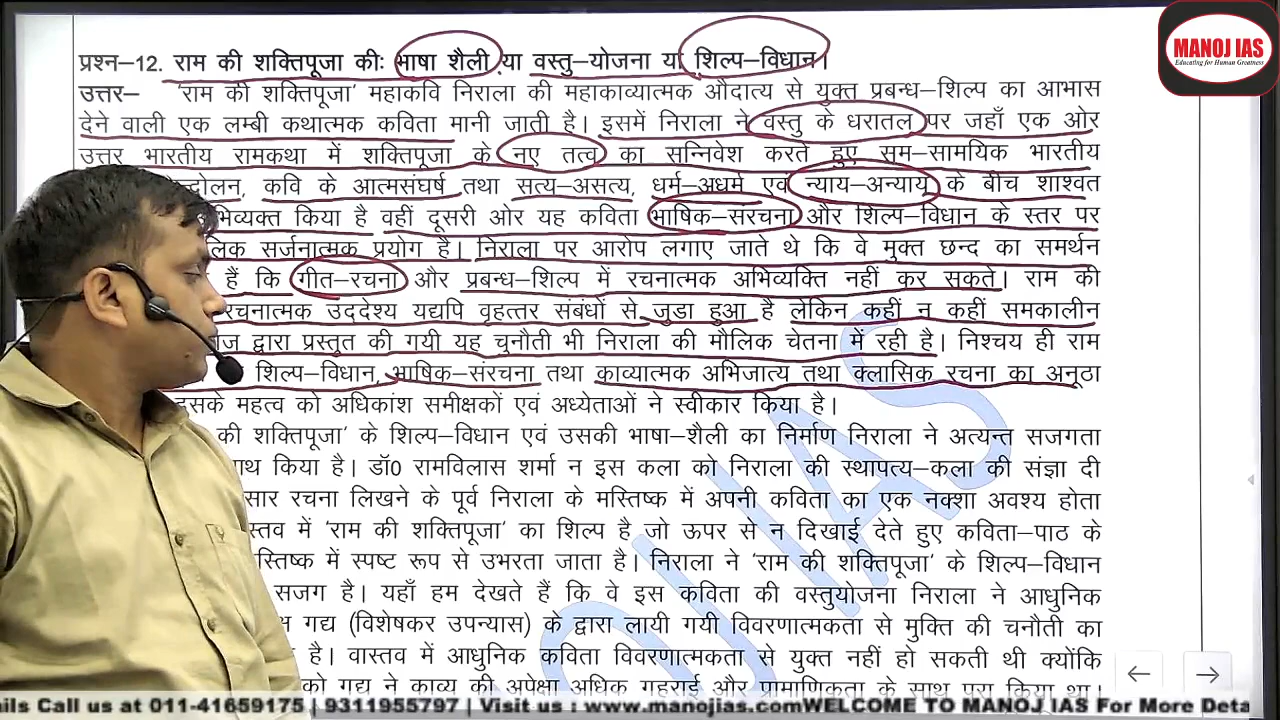 MANOJ IAS
Educating for Human Greatness
प्रश्न–12. राम की शक्तिपूजा कीः भाषा शैली या वस्तु–योजना या शिल्प–विधान।
उत्तर– 'राम की शक्तिपूजा' महाकवि निराला की महाकाव्यात्मक औदात्य से युक्त प्रबन्ध–शिल्प का आभास
देने वाली एक लम्बी कथात्मक कविता मानी जाती है। इसमें निराला ने वस्तु के धरातल पर जहाँ एक ओर
उत्तर भारतीय रामकथा में शक्तिपूजा के नए तत्व का सन्निवेश करते हुए सम–सामयिक भारतीय
न्दोलन, कवि के आत्मसंघर्ष तथा सत्य–असत्य, धर्म–अधर्म एवं न्याय–अन्याय के बीच शाश्वत
भिव्यक्त किया है वहीं दूसरी ओर यह कविता भाषिक–सरचना और शिल्प–विधान के स्तर पर
लिक सर्जनात्मक प्रयोग है। निराला पर आरोप लगाए जाते थे कि वे मुक्त छन्द का समर्थन
हैं कि गीत–रचना और प्रबन्ध–शिल्प में रचनात्मक अभिव्यक्ति नहीं कर सकते। राम की
रचनात्मक उद्देश्य यद्यपि वृहत्तर संबंधों से जुडा हुआ है लेकिन कहीं न कहीं समकालीन
ज द्वारा प्रस्तुत की गयी यह चुनौती भी निराला की मौलिक चेतना में रही है। निश्चय ही राम
शिल्प–विधान, भाषिक–संरचना तथा काव्यात्मक अभिजात्य तथा क्लासिक रचना का अनूठा
सके महत्व को अधिकांश समीक्षकों एवं अध्येताओं ने स्वीकार किया है।
की शक्तिपूजा' के शिल्प–विधान एवं उसकी भाषा–शैली का निर्माण निराला ने अत्यन्त सजगता
ाथ किया है। डॉ0 रामविलास शर्मा न इस कला को निराला की स्थापत्य–कला की संज्ञा दी
सार रचना लिखने के पूर्व निराला के मस्तिष्क में अपनी कविता का एक नक्शा अवश्य होता
स्तव में 'राम की शक्तिपूजा' का शिल्प है जो ऊपर से न दिखाई देते हुए कविता–पाठ के
स्तिष्क में स्पष्ट रूप से उभरता जाता है। निराला ने 'राम की शक्तिपूजा' के शिल्प–विधान
सजग है। यहाँ हम देखते हैं कि वे इस कविता की वस्तुयोजना निराला ने आधुनिक
गद्य (विशेषकर उपन्यास) के द्वारा लायी गयी विवरणात्मकता से मुक्ति की चनौती का
है। वास्तव में आधुनिक कविता विवरणात्मकता से युक्त नहीं हो सकती थी क्योंकि
को गद्य ने काव्य की अपेक्षा अधिक गहराई और प्रामाणिकता के साथ पूरा किया था।
ils Call us at 011-41659175 | 9311955797 | Visit us : www.manojias.comWELCOME TO MANOJ IAS For More Deta